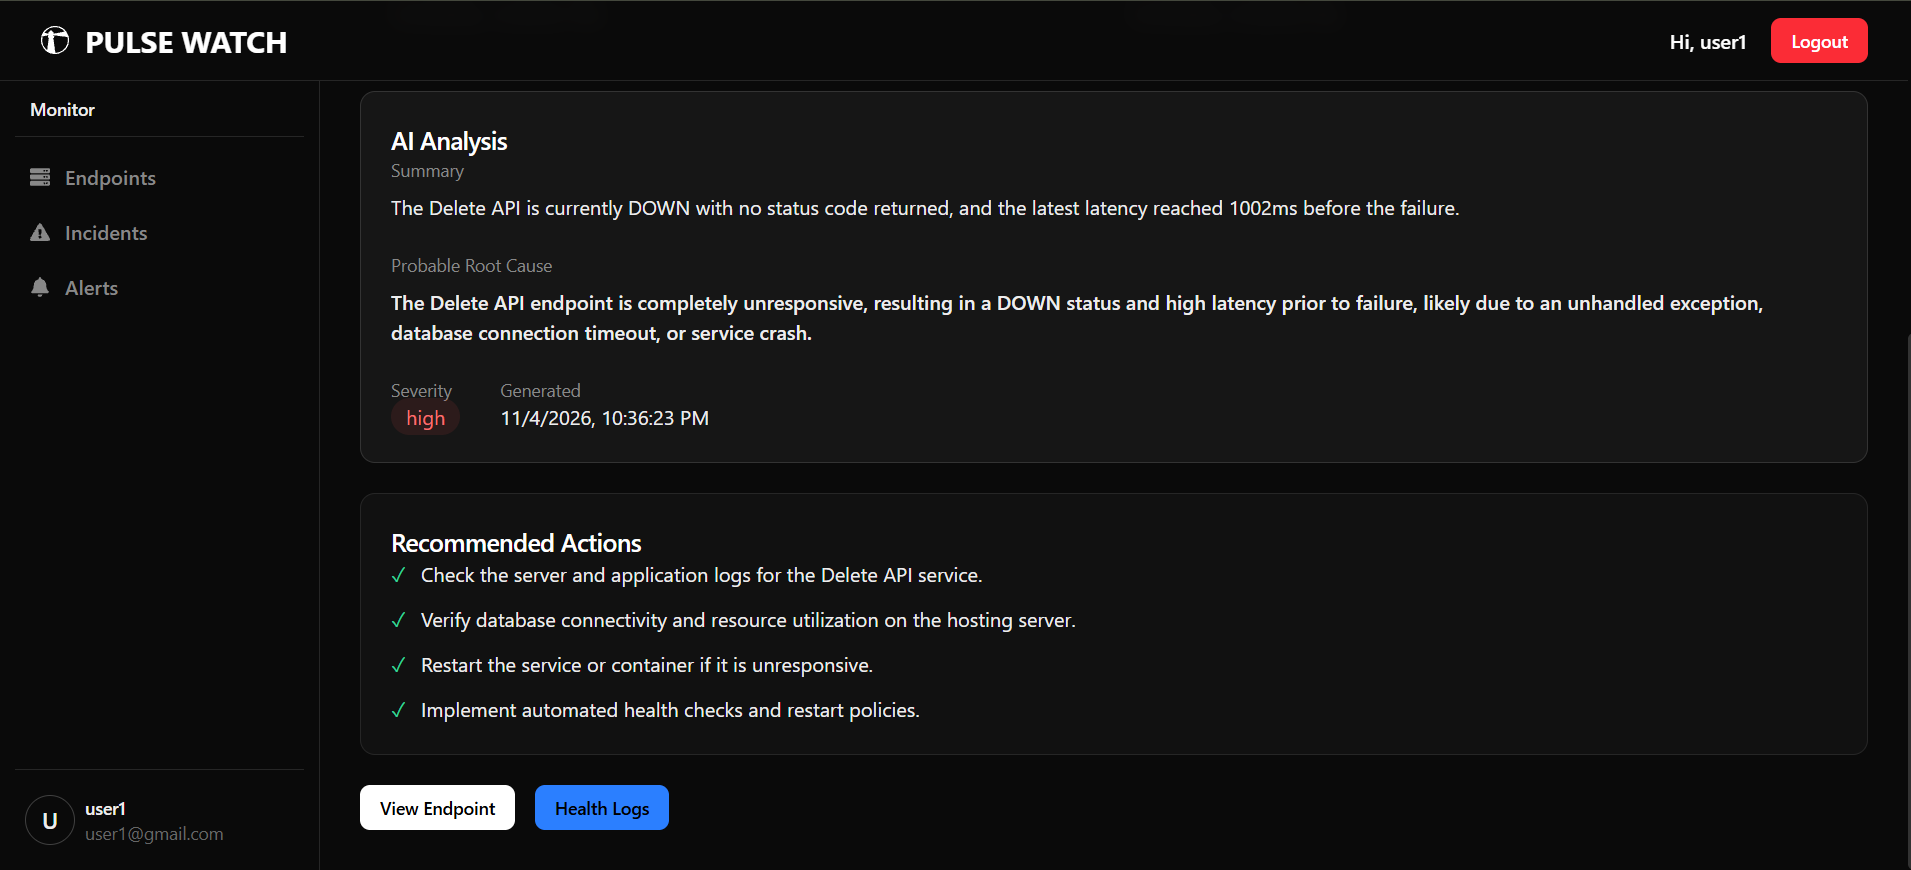 PULSE WATCH
Hi, user1
Logout
Monitor
Endpoints
Incidents
Alerts
AI Analysis
Summary
The Delete API is currently DOWN with no status code returned, and the latest latency reached 1002ms before the failure.
Probable Root Cause
The Delete API endpoint is completely unresponsive, resulting in a DOWN status and high latency prior to failure, likely due to an unhandled exception,
database connection timeout, or service crash.
Severity
high
Generated
11/4/2026, 10:36:23 PM
Recommended Actions
✓ Check the server and application logs for the Delete API service.
✓ Verify database connectivity and resource utilization on the hosting server.
✓ Restart the service or container if it is unresponsive.
✓ Implement automated health checks and restart policies.
View Endpoint
Health Logs
U
user1
user1@gmail.com